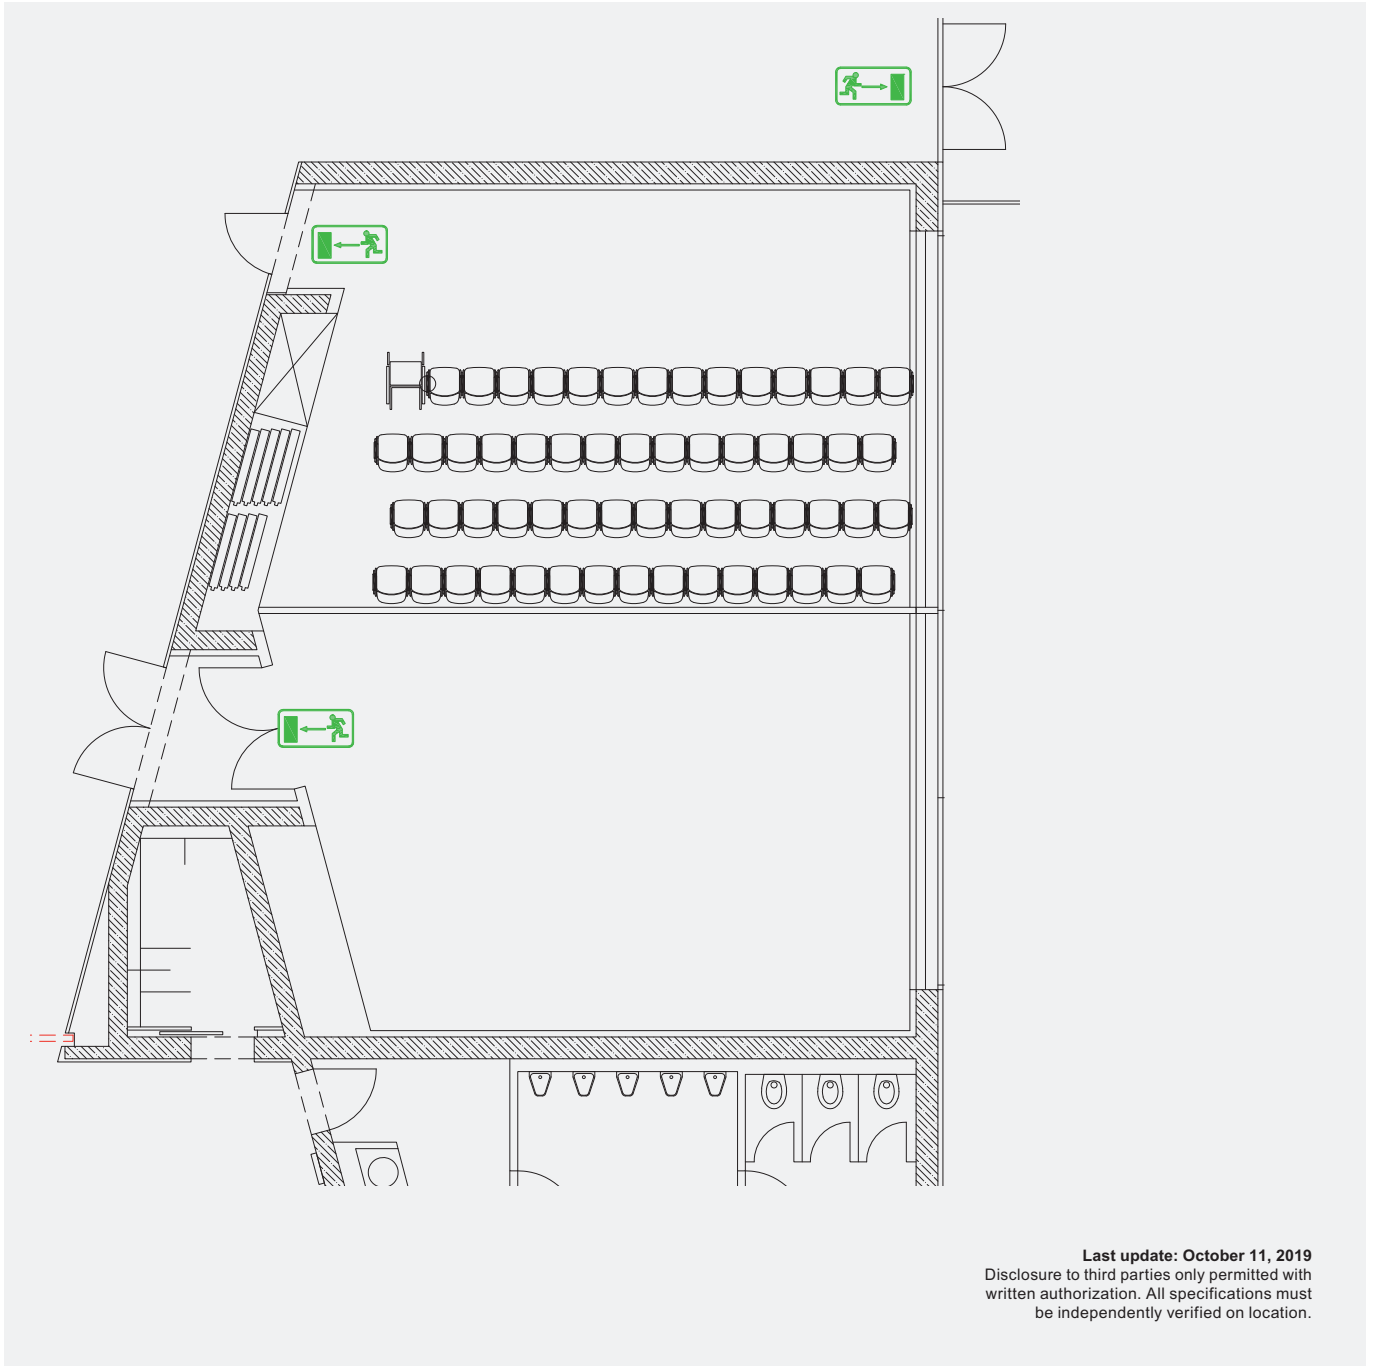 Last update: October 11, 2019
Disclosure to third parties only permitted with
written authorization. All specifications must
be independently verified on location.